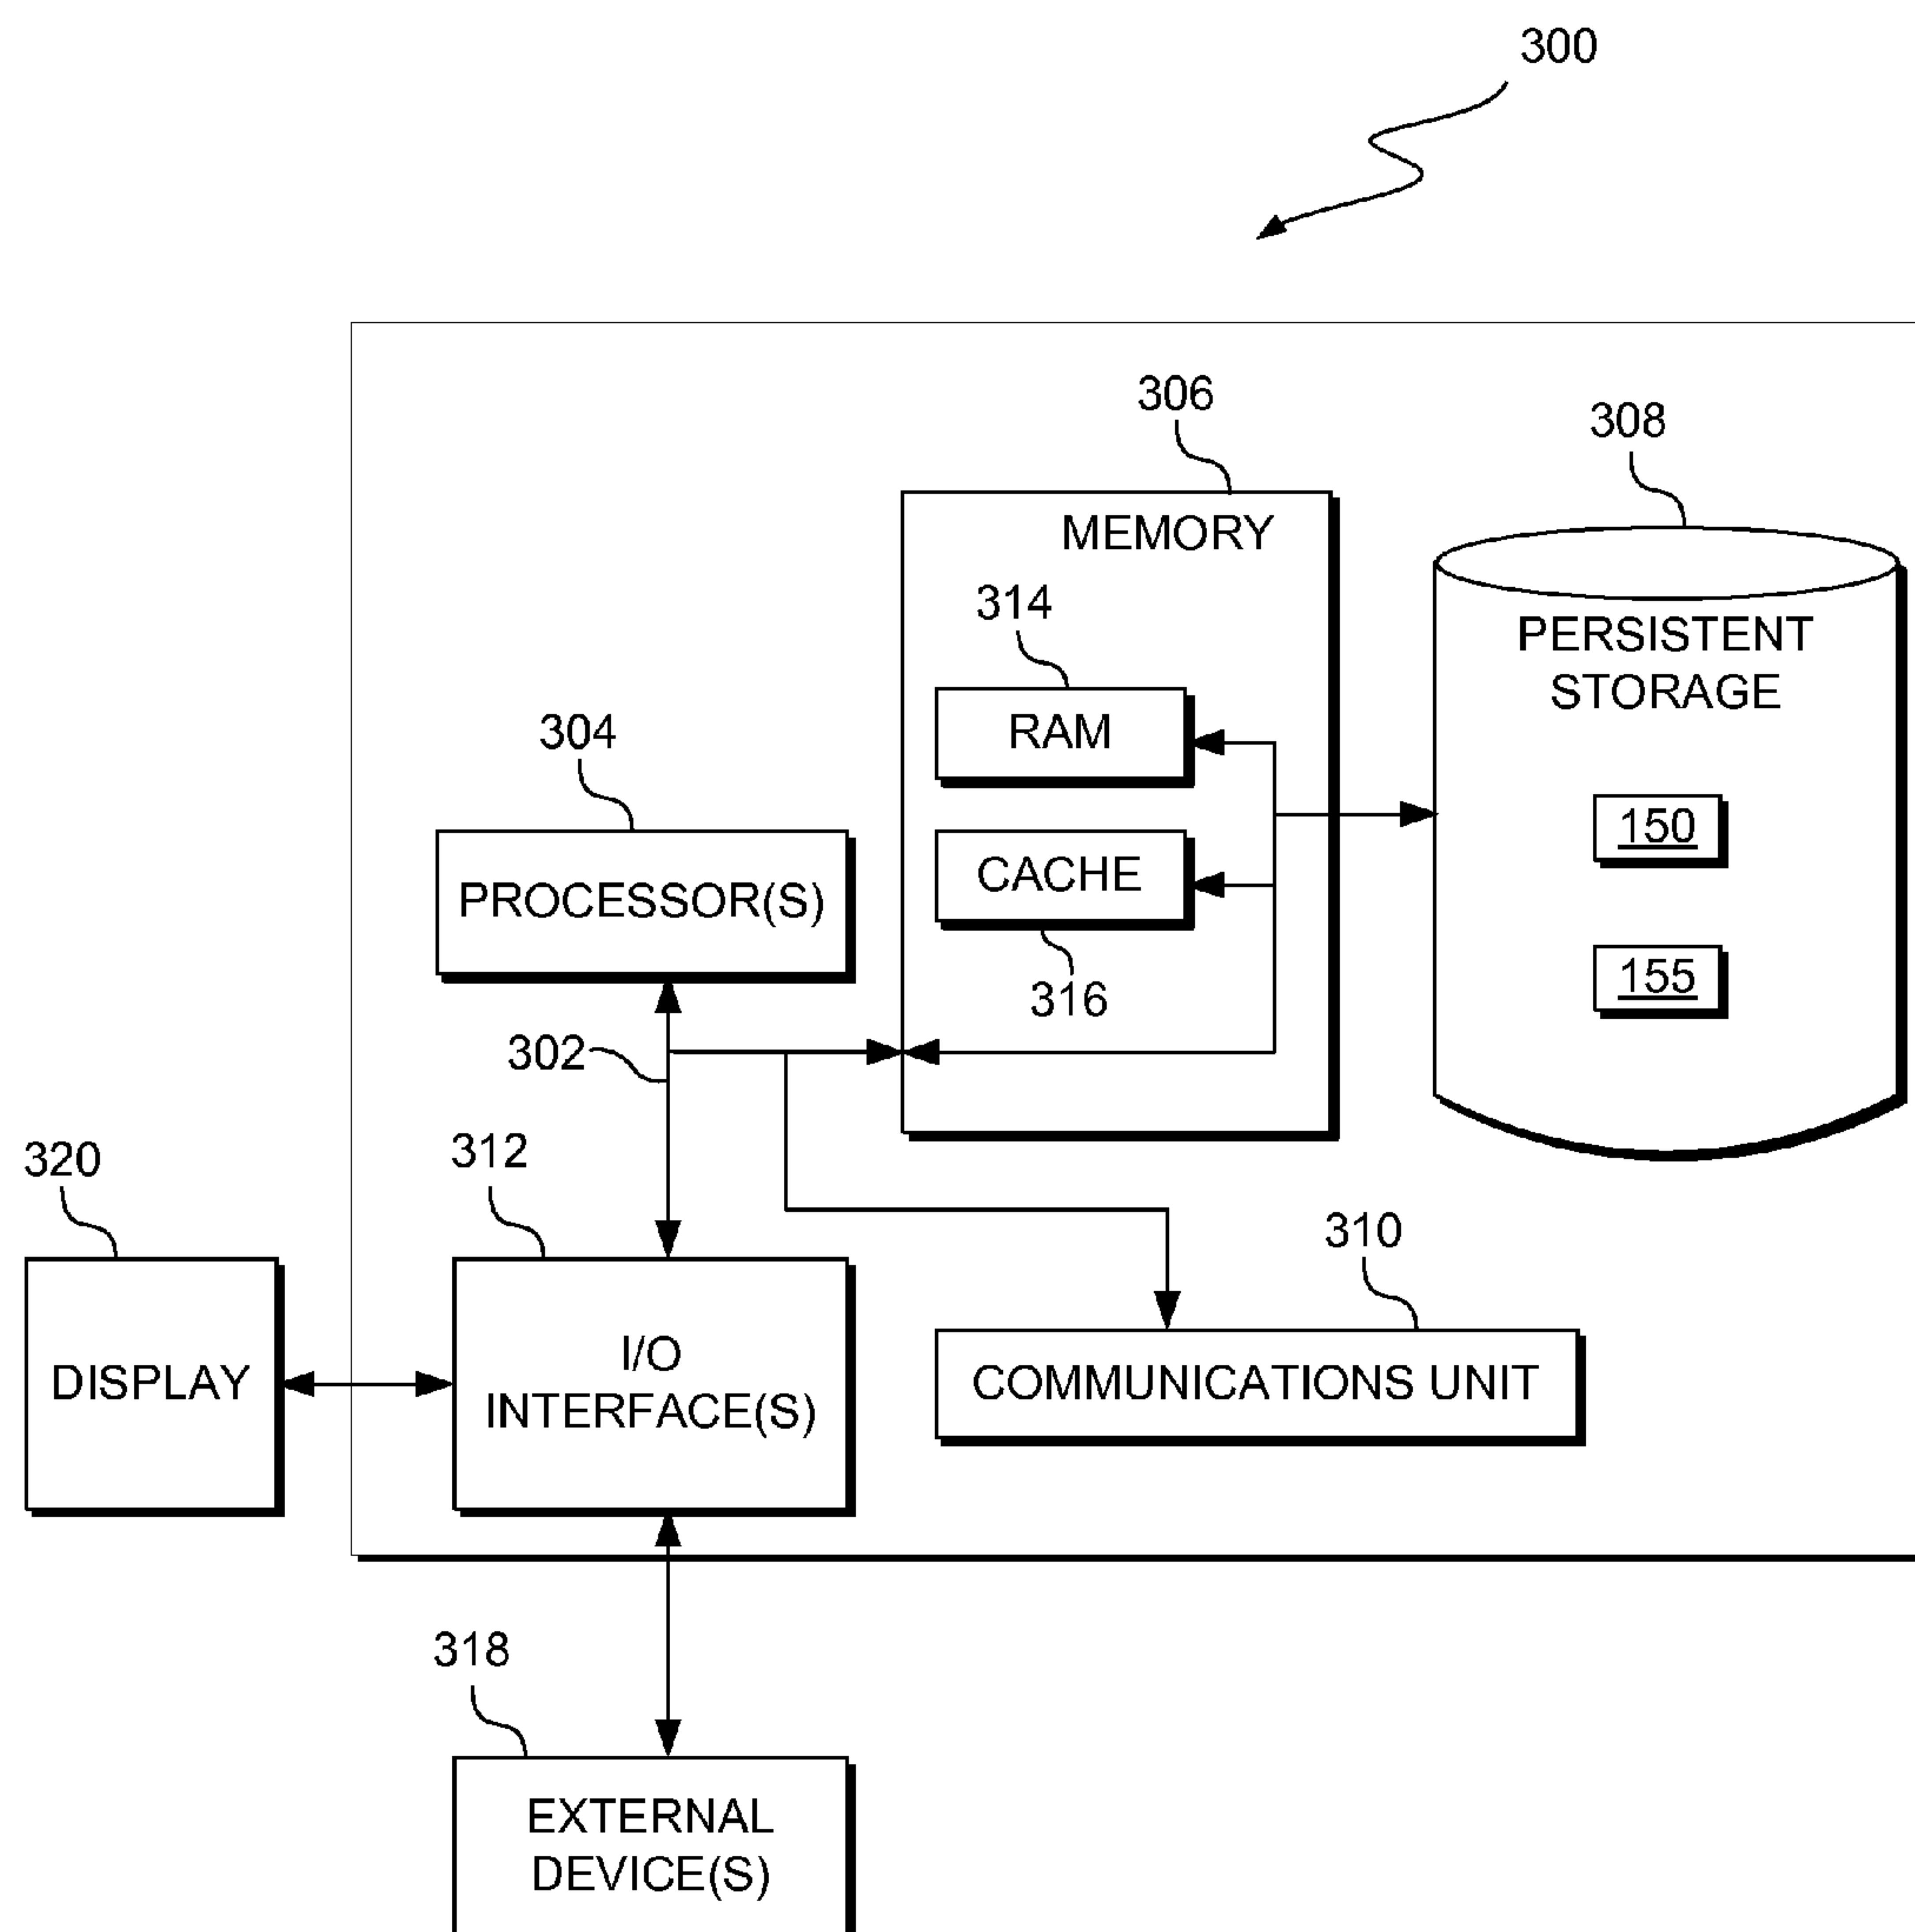 300
306
308
MEMORY
314
PERSISTENT
STORAGE
RAM
304
150
CACHE
PROCESSOR(S)
155
316
302
320
312
310
I/O
INTERFACE(S)
DISPLAY
COMMUNICATIONS UNIT
318
EXTERNAL
DEVICE(S)